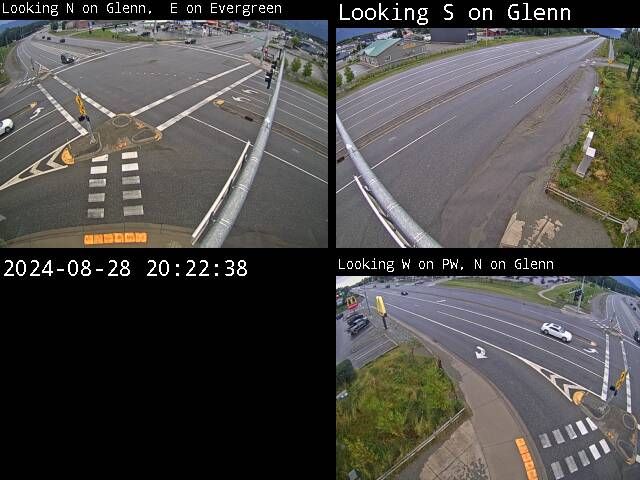 Looking N on Glenn, E on Evergreen
Looking S on Glenn
2024-08-28 20:22:38
Looking W on PW, N on Glenn